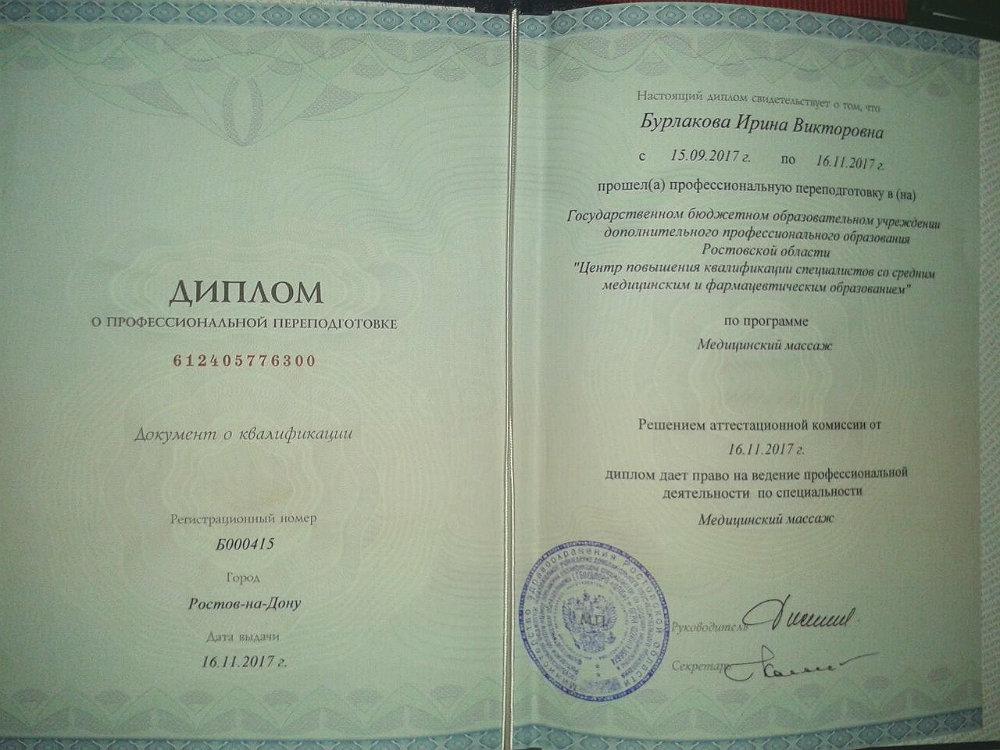 ДИПЛОМ
О ПРОФЕССИОНАЛЬНОЙ ПЕРЕПОДГОТОВКЕ
612405776300
Документ о квалификации
Регистрационный номер
Б000415
Город
Ростов-на-Дону
Дата выдачи
16.11.2017 г.
Настоящий диплом свидетельствует о том, что
Бурлакова Ирина Викторовна
с 15.09.2017 г. по 16.11.2017 г.
прошел(а) профессиональную переподготовку в (на)
Государственном бюджетном образовательном учреждении
дополнительного профессионального образования
Ростовской области
"Центр повышения квалификации специалистов со средним
медицинским и фармацевтическим образованием"
по программе
Медицинский массаж
Решением аттестационной комиссии от
16.11.2017 г.
диплом дает право на ведение профессиональной
деятельности по специальности
Медицинский массаж
Министерство здравоохранения Ростовской области
М.П.
Руководитель
Секретарь